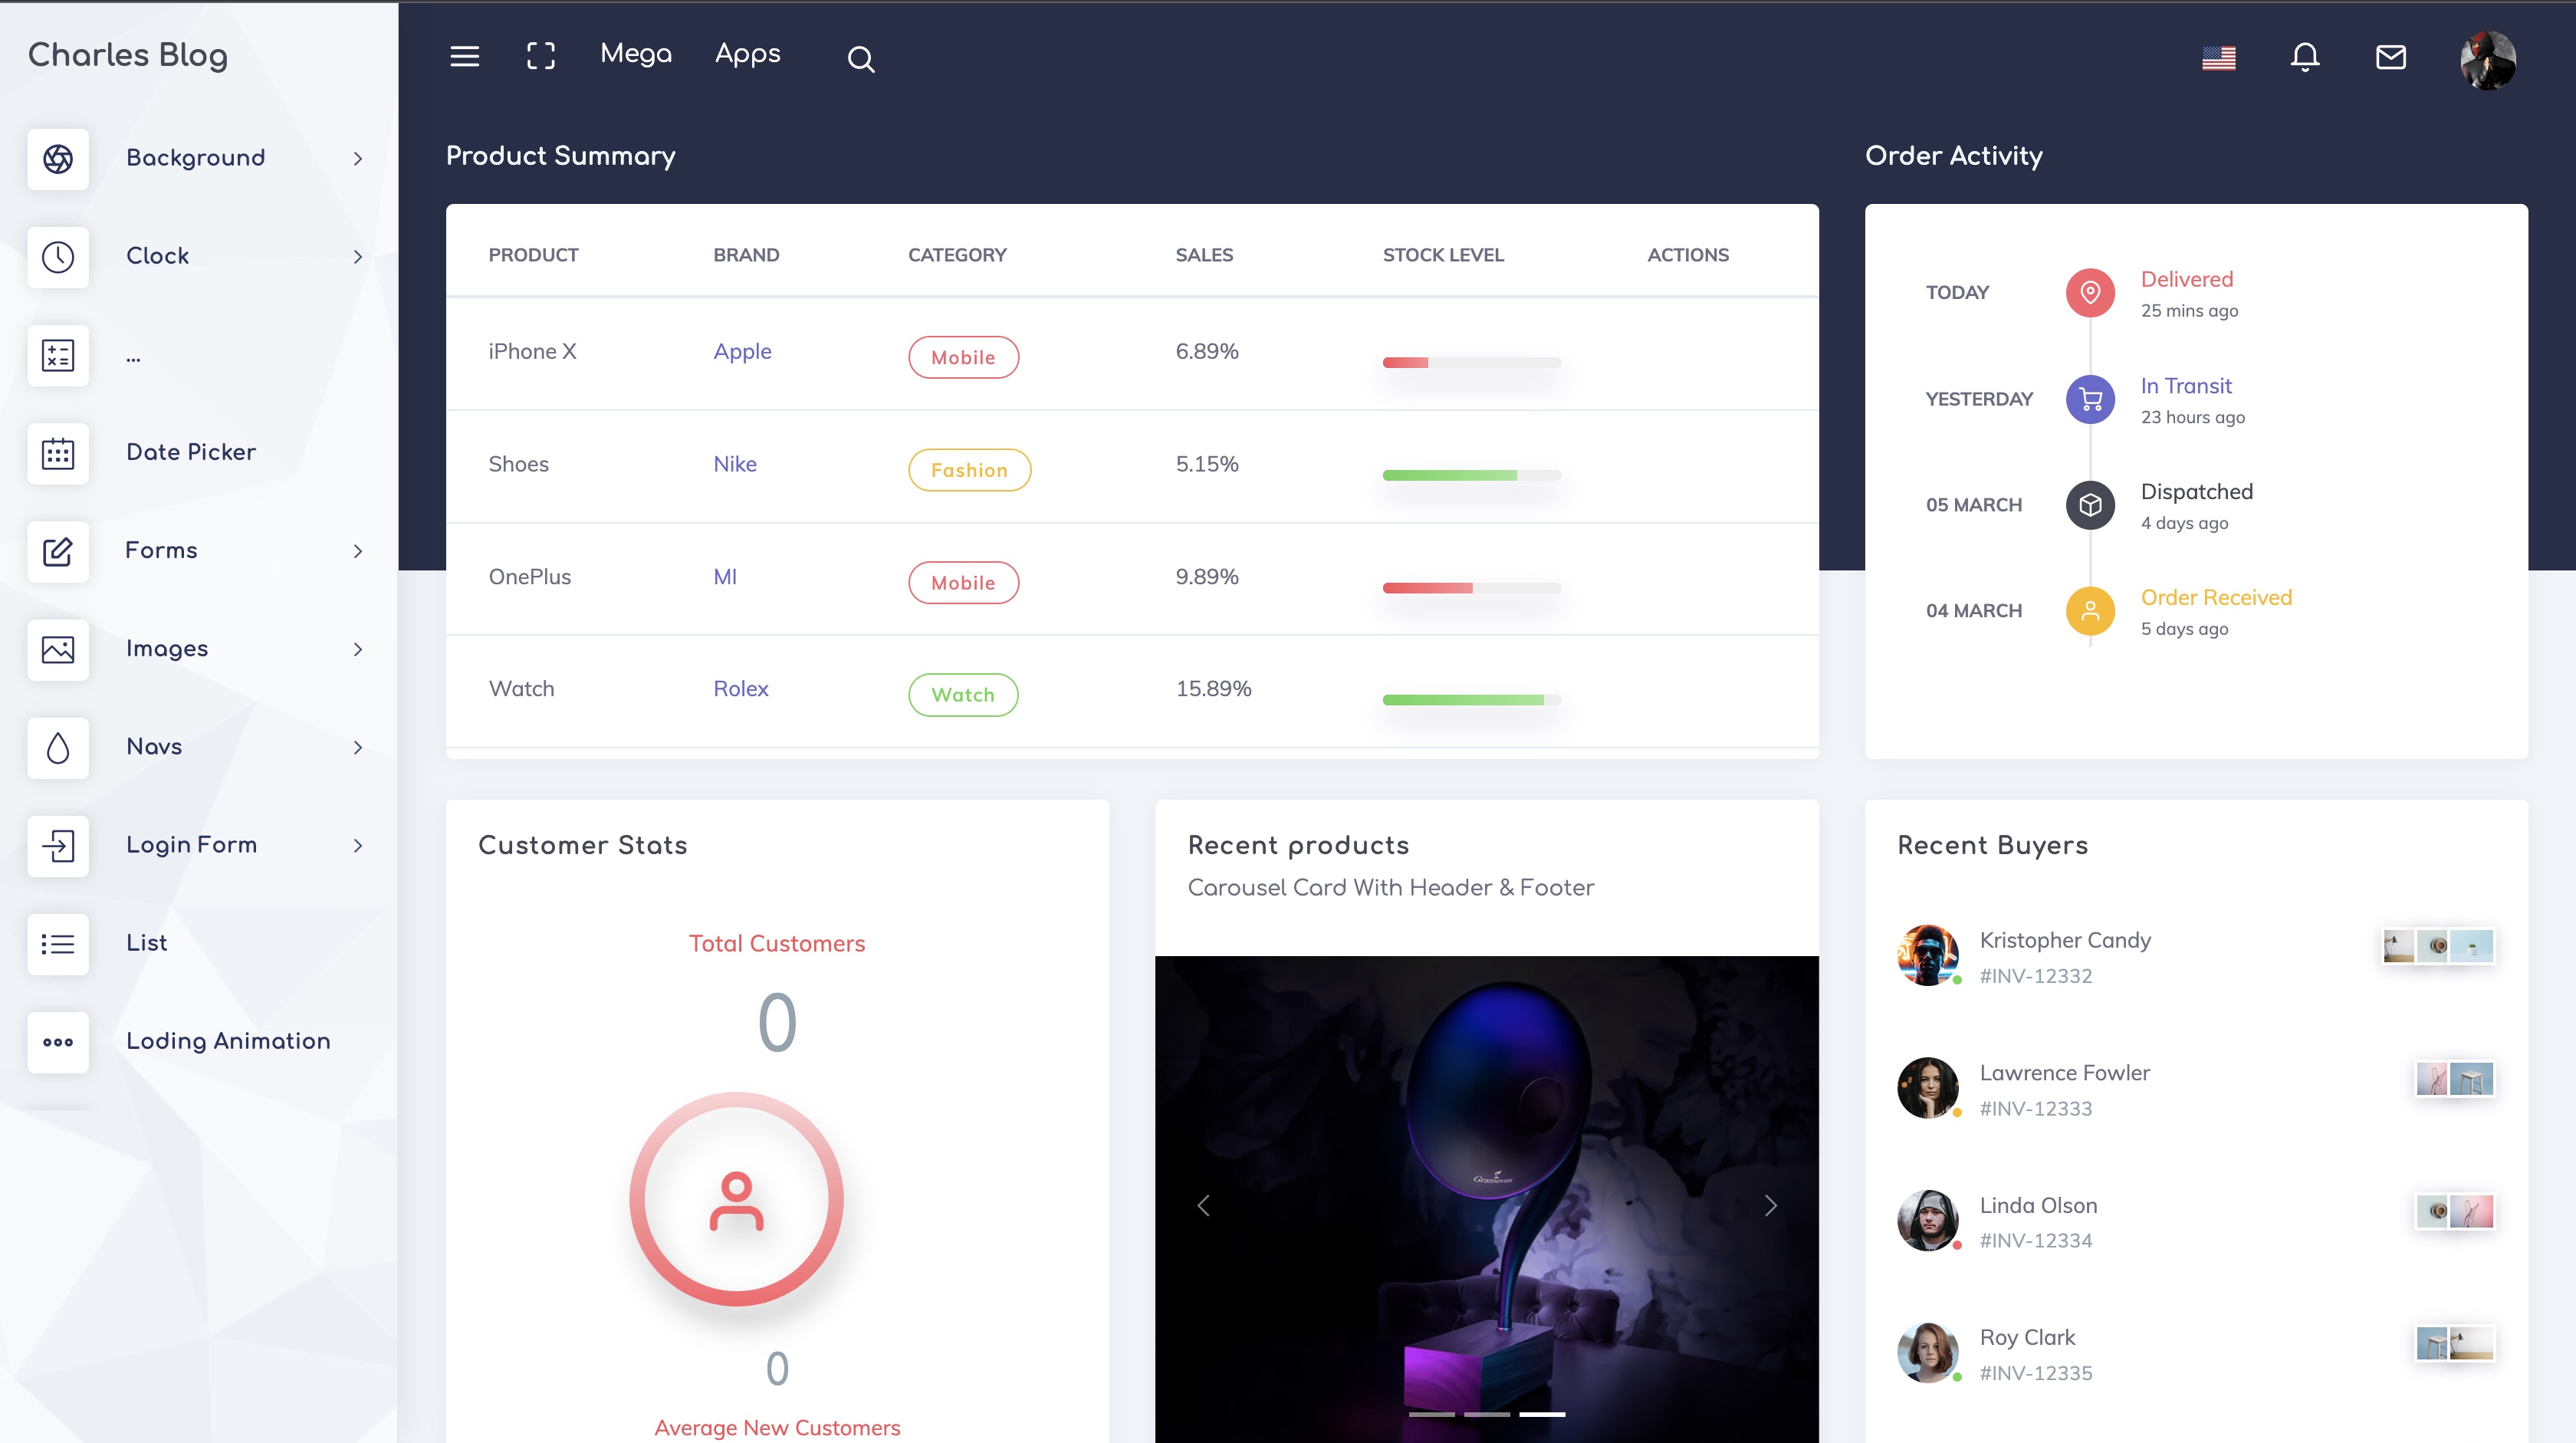 Charles Blog
Mega Apps
Background
Clock
...
Date Picker
Forms
Images
Navs
Login Form
List
Loding Animation
Product Summary
PRODUCT BRAND CATEGORY SALES STOCK LEVEL ACTIONS
iPhone X Apple Mobile 6.89%
Shoes Nike Fashion 5.15%
OnePlus MI Mobile 9.89%
Watch Rolex Watch 15.89%
Order Activity
TODAY Delivered
25 mins ago
YESTERDAY In Transit
23 hours ago
05 MARCH Dispatched
4 days ago
04 MARCH Order Received
5 days ago
Customer Stats
Total Customers
0
0
Average New Customers
Recent products
Carousel Card With Header & Footer
Gramovox
Recent Buyers
Kristopher Candy
#INV-12332
Lawrence Fowler
#INV-12333
Linda Olson
#INV-12334
Roy Clark
#INV-12335